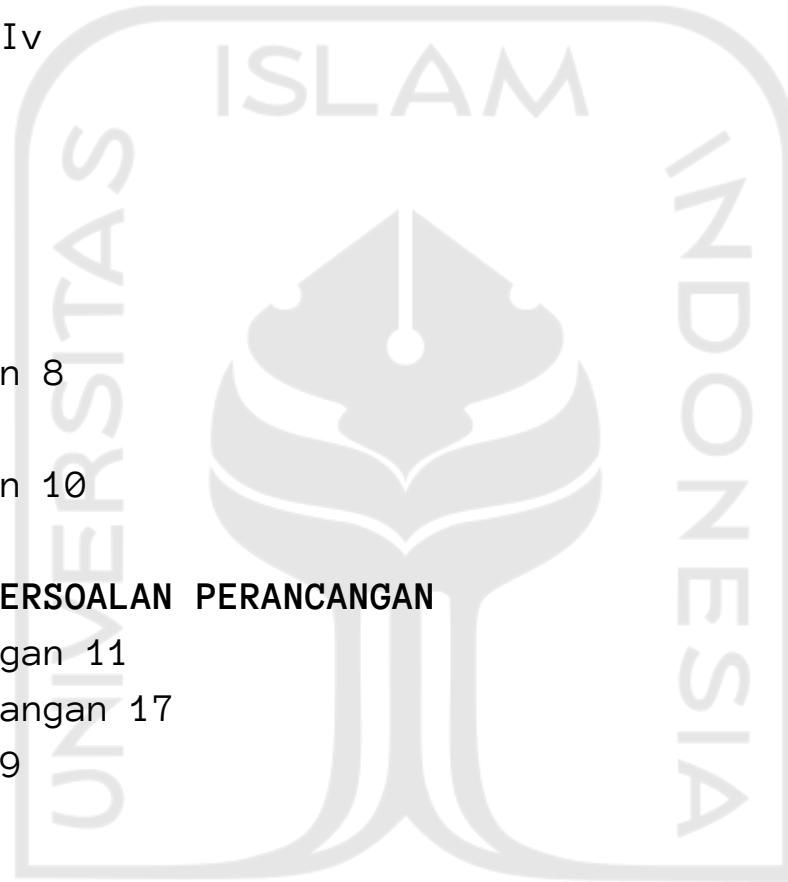 Iv
ISLAM
UNIVERSITAS
INDONESIA
n 8
n 10
ERSOALAN PERANCANGAN
gan 11
angan 17
9